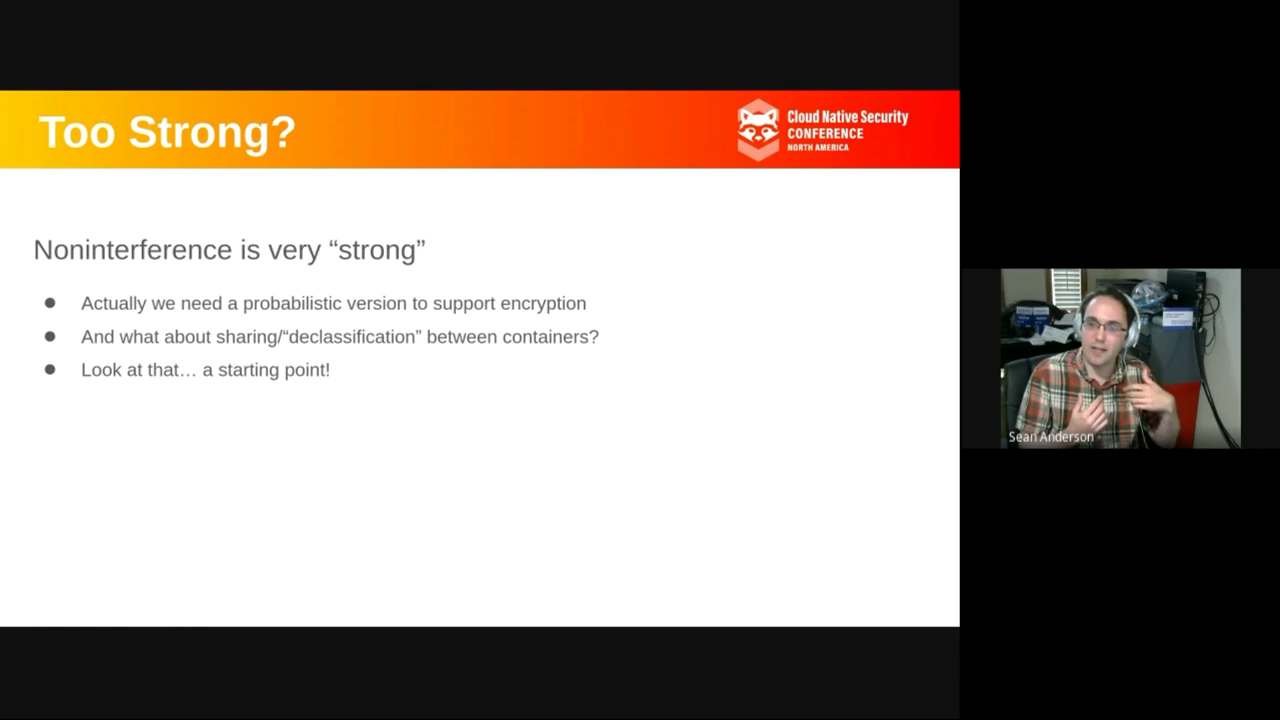 Too Strong?
Cloud Native Security
CONFERENCE
NORTH AMERICA
Noninterference is very “strong”
● Actually we need a probabilistic version to support encryption
● And what about sharing/“declassification” between containers?
● Look at that… a starting point!
Sean Anderson